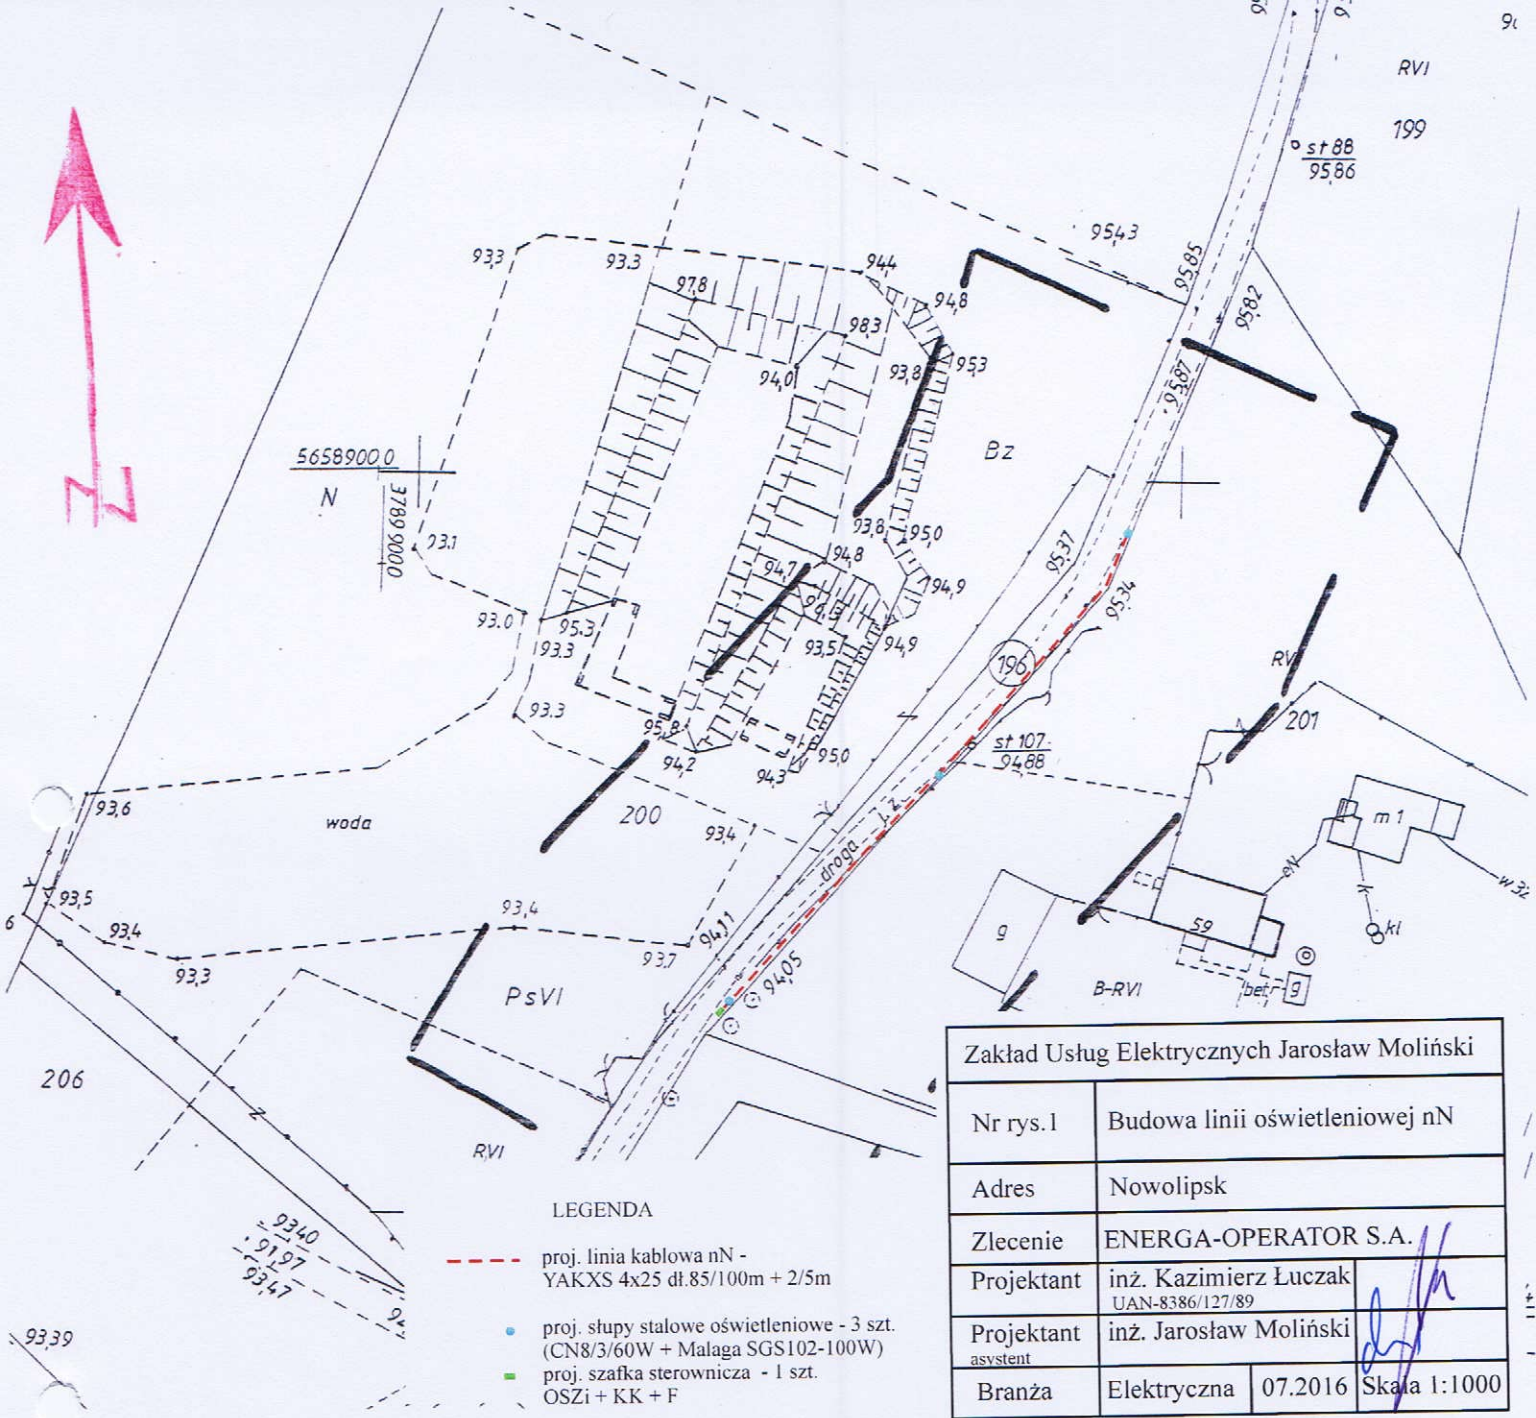 RVI
199
st 88
95,86
95,43
95,85
95,82
95,87
93,3
93.3
97,8
94,4
94,8
98,3
94,0
93,8
95,3
Bz
5658900 0
N
3789 9000
93.1
93,8
95,0
95,37
94,7
94,8
94,9
95,34
93.0
95.3
93.3
93,5
94,9
196
RV
201
93.3
95,8
94,2
94,3
95,0
st 107
94,88
93,6
woda
200
93,4
droga
m 1
eN
k
w 32
kl
6
93,5
93,4
93,3
93,4
93,7
94,11
94,05
g
59
PsVI
B-RVI
bet.
g
206
z
RVI
93,40
91,97
93,47
93,39
N
LEGENDA
proj. linia kablowa nN -
YAKXS 4x25 dł.85/100m + 2/5m
proj. słupy stalowe oświetleniowe - 3 szt.
(CN8/3/60W + Malaga SGS102-100W)
proj. szafka sterownicza - 1 szt.
OSZi + KK + F
Zakład Usług Elektrycznych Jarosław Moliński
Nr rys.1 Budowa linii oświetleniowej nN
Adres Nowolipsk
Zlecenie ENERGA-OPERATOR S.A.
Projektant inż. Kazimierz Łuczak
UAN-8386/127/89
Projektant inż. Jarosław Moliński
asystent
Branża Elektryczna 07.2016 Skala 1:1000